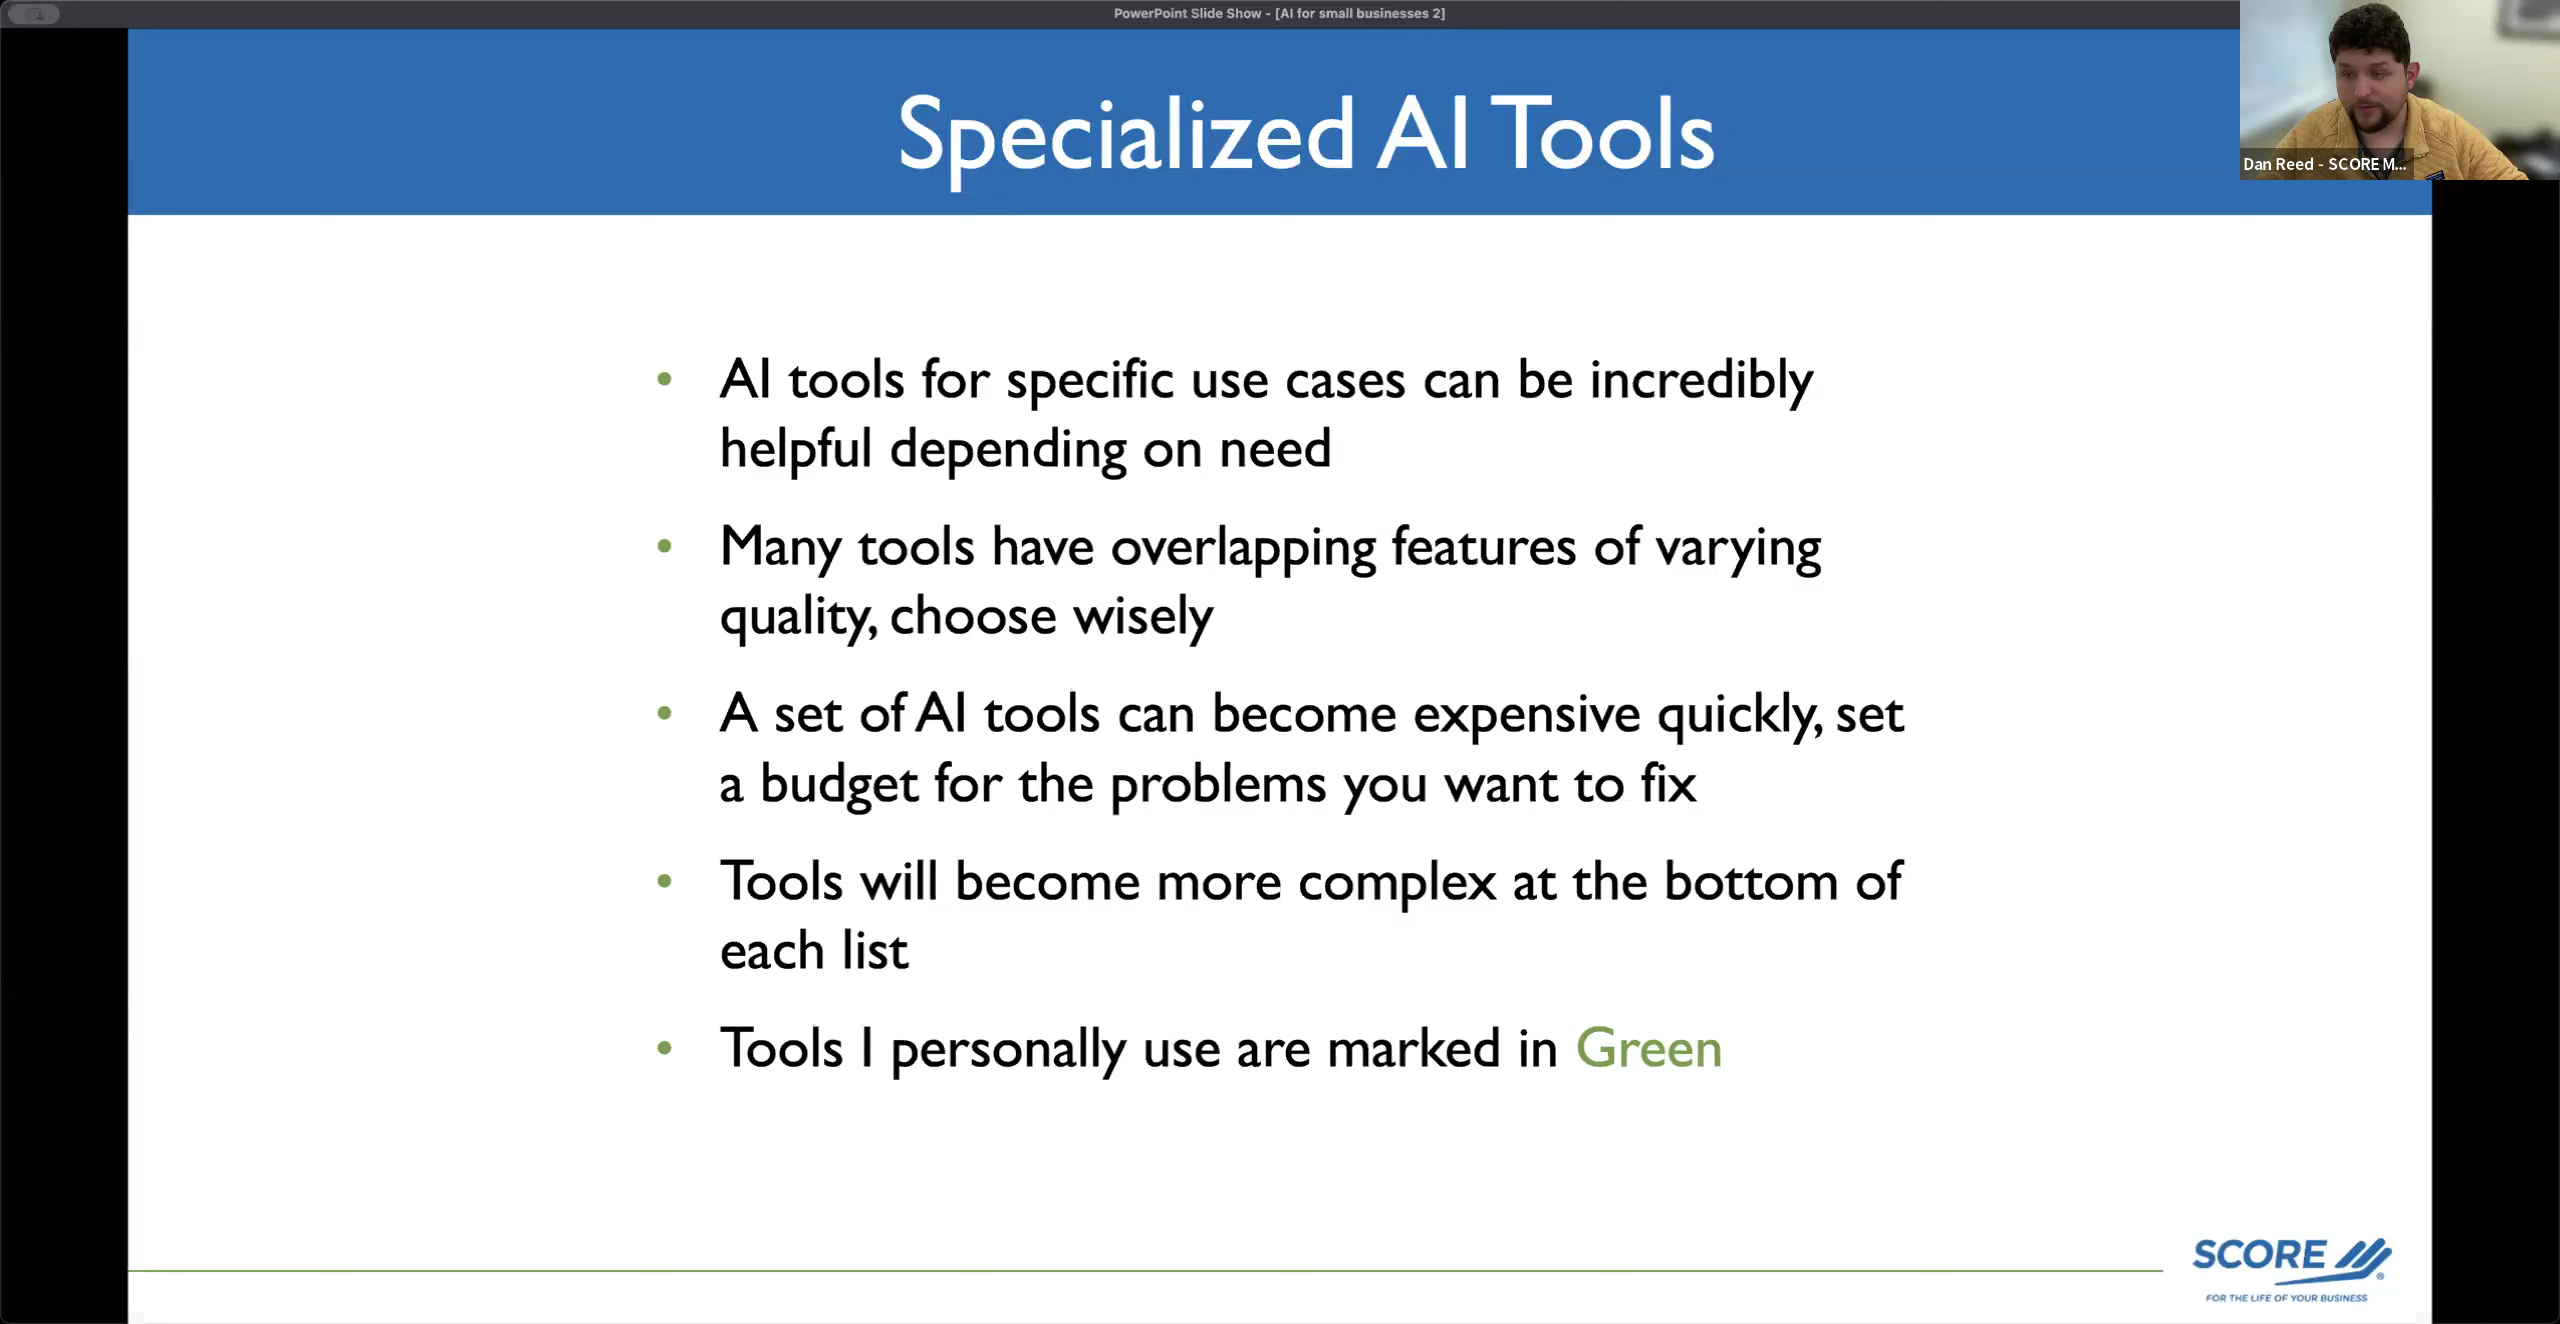 PowerPoint Slide Show - [AI for small businesses 2]
Specialized AI Tools
Dan Reed - SCORE M...
• AI tools for specific use cases can be incredibly
helpful depending on need
• Many tools have overlapping features of varying
quality, choose wisely
• A set of AI tools can become expensive quickly, set
a budget for the problems you want to fix
• Tools will become more complex at the bottom of
each list
• Tools I personally use are marked in Green
SCORE ®
FOR THE LIFE OF YOUR BUSINESS